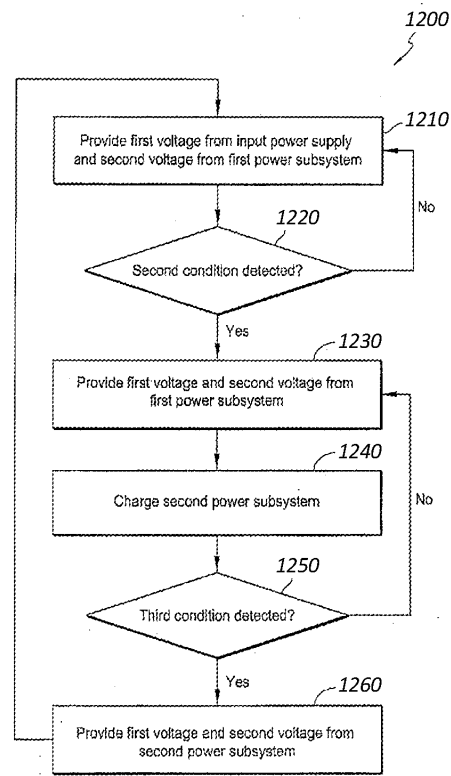 1200
1210
Provide first voltage from input power supply
and second voltage from first power subsystem
No
1220
Second condition detected?
Yes
1230
Provide first voltage and second voltage from
first power subsystem
1240
Charge second power subsystem
No
1250
Third condition detected?
Yes
1260
Provide first voltage and second voltage from
second power subsystem